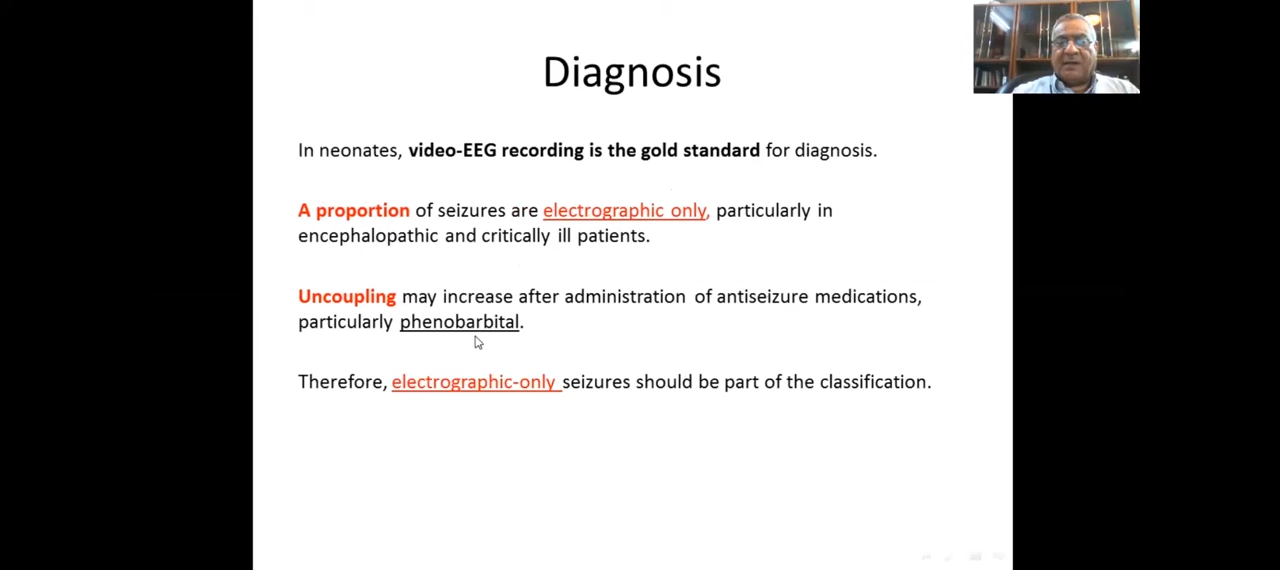 Diagnosis
In neonates, video-EEG recording is the gold standard for diagnosis.
A proportion of seizures are electrographic only, particularly in
encephalopathic and critically ill patients.
Uncoupling may increase after administration of antiseizure medications,
particularly phenobarbital.
Therefore, electrographic-only seizures should be part of the classification.